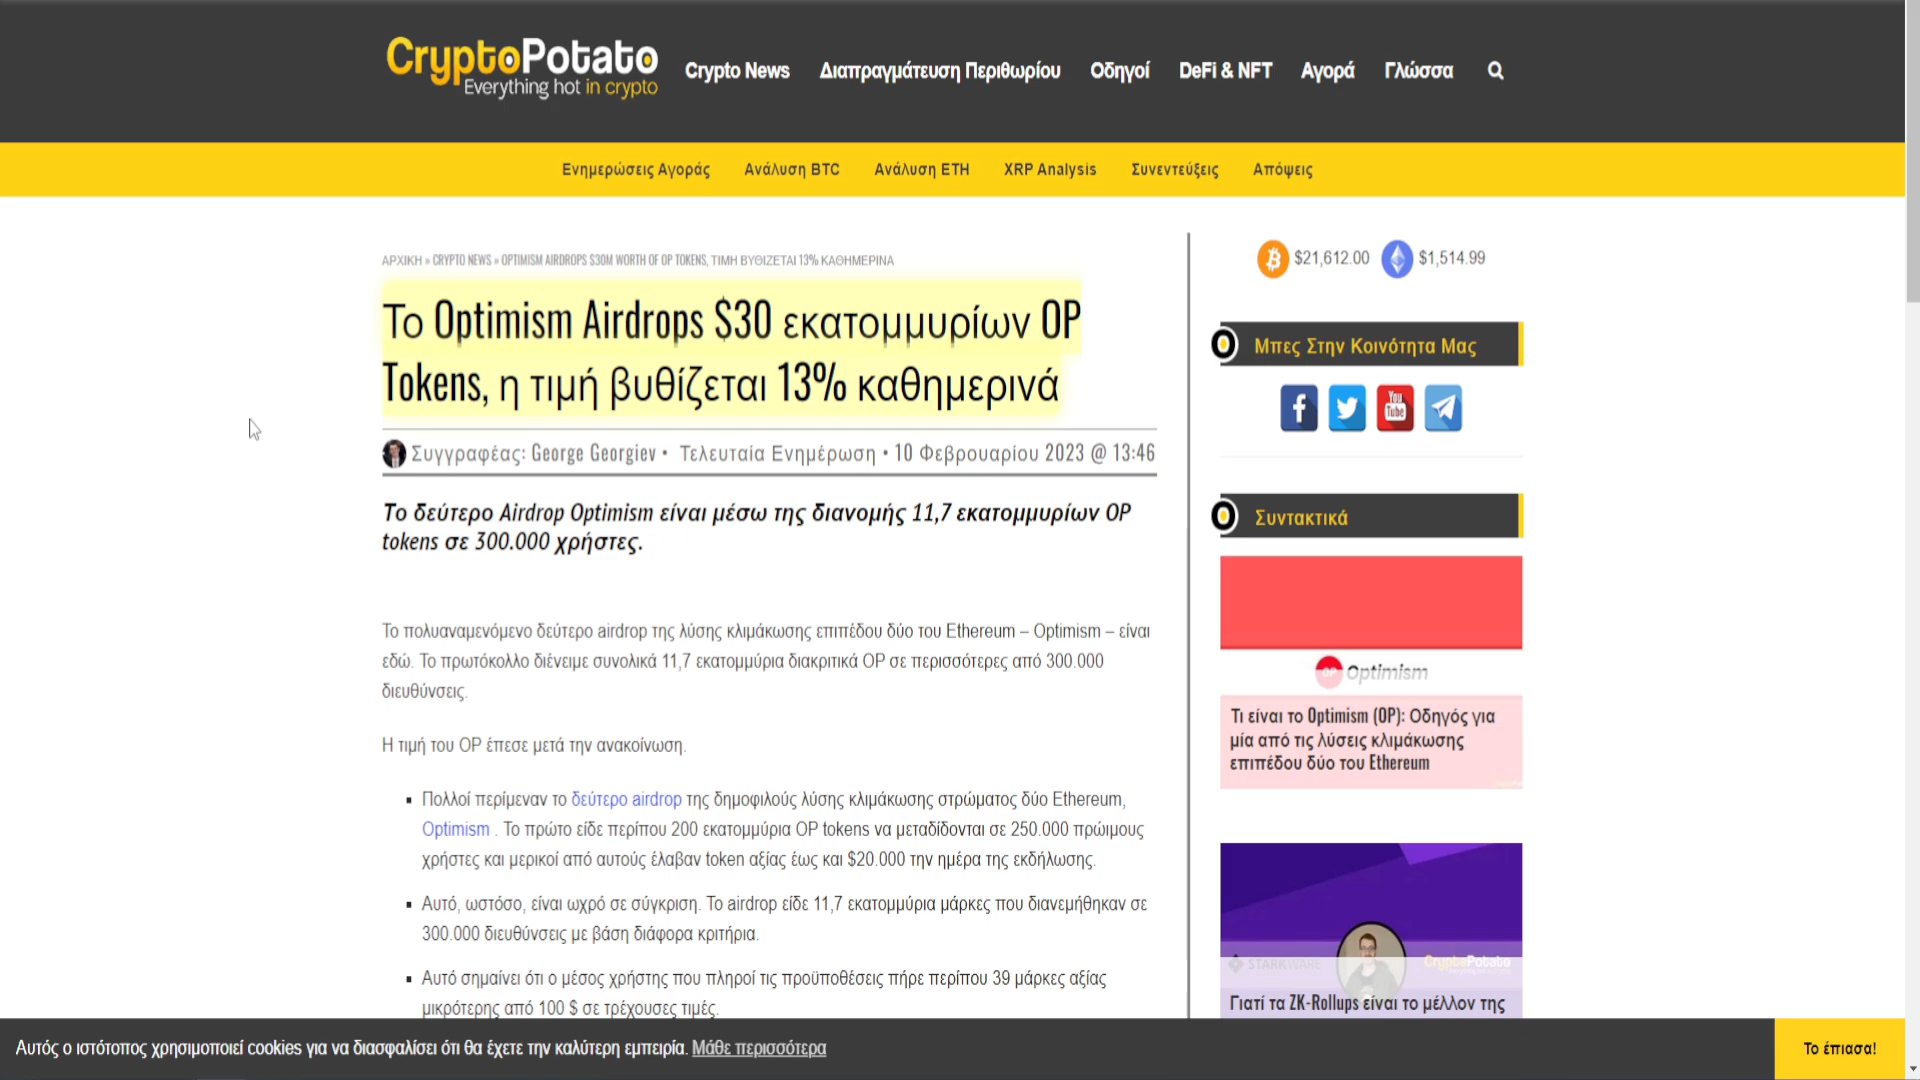 CryptoPotato
Everything hot in crypto
Crypto News Διαπραγμάτευση Περιθωρίου Οδηγοί DeFi & NFT Αγορά Γλώσσα
Ενημερώσεις Αγοράς Ανάλυση BTC Ανάλυση ETH XRP Analysis Συνεντεύξεις Απόψεις
ΑΡΧΙΚΗ » CRYPTO NEWS » OPTIMISM AIRDROPS $30M WORTH OF OP TOKENS, ΤΙΜΗ ΒΥΘΙΖΕΤΑΙ 13% ΚΑΘΗΜΕΡΙΝΑ
Το Optimism Airdrops $30 εκατομμυρίων OP
Tokens, η τιμή βυθίζεται 13% καθημερινά
Συγγραφέας: George Georgiev • Τελευταία Ενημέρωση • 10 Φεβρουαρίου 2023 @ 13:46
Το δεύτερο Airdrop Optimism είναι μέσω της διανομής 11,7 εκατομμυρίων OP
tokens σε 300.000 χρήστες.
Το πολυαναμενόμενο δεύτερο airdrop της λύσης κλιμάκωσης επιπέδου δύο του Ethereum – Optimism – είναι
εδώ. Το πρωτόκολλο διένειμε συνολικά 11,7 εκατομμύρια διακριτικά OP σε περισσότερες από 300.000
διευθύνσεις.
Η τιμή του OP έπεσε μετά την ανακοίνωση.
▪ Πολλοί περίμεναν το δεύτερο airdrop της δημοφιλούς λύσης κλιμάκωσης στρώματος δύο Ethereum,
Optimism . Το πρώτο είδε περίπου 200 εκατομμύρια OP tokens να μεταδίδονται σε 250.000 πρώιμους
χρήστες και μερικοί από αυτούς έλαβαν token αξίας έως και $20.000 την ημέρα της εκδήλωσης.
▪ Αυτό, ωστόσο, είναι ωχρό σε σύγκριση. Το airdrop είδε 11,7 εκατομμύρια μάρκες που διανεμήθηκαν σε
300.000 διευθύνσεις με βάση διάφορα κριτήρια.
▪ Αυτό σημαίνει ότι ο μέσος χρήστης που πληροί τις προϋποθέσεις πήρε περίπου 39 μάρκες αξίας
μικρότερης από 100 $ σε τρέχουσες τιμές.
$21,612.00 $1,514.99
Μπες Στην Κοινότητα Μας
You
Tube
Συντακτικά
OP Optimism
Τι είναι το Optimism (OP): Οδηγός για
μία από τις λύσεις κλιμάκωσης
επιπέδου δύο του Ethereum
STARKWARE CryptoPotato
Γιατί τα ZK-Rollups είναι το μέλλον της
Αυτός ο ιστότοπος χρησιμοποιεί cookies για να διασφαλίσει ότι θα έχετε την καλύτερη εμπειρία. Μάθε περισσότερα
Το έπιασα!